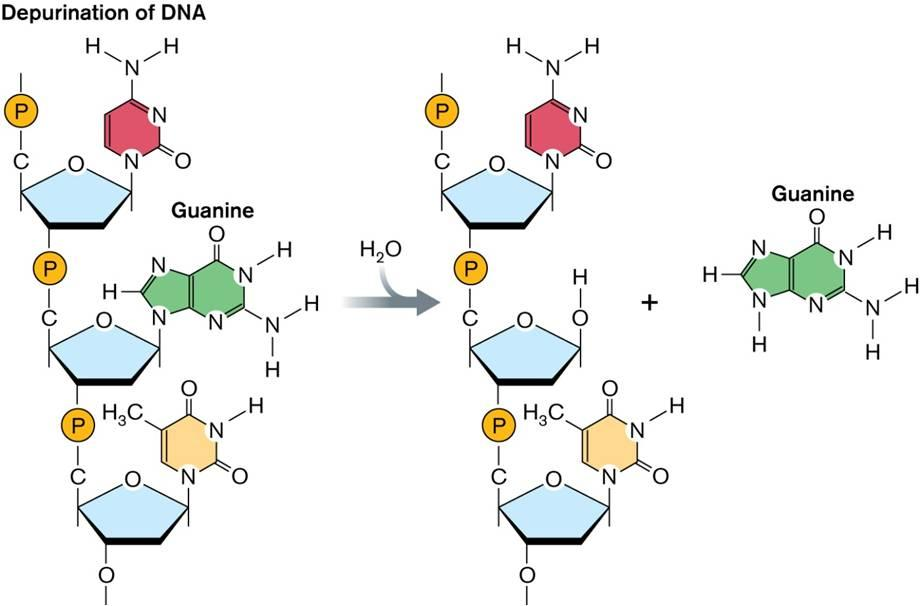 Depurination of DNA
H H
N
P N
C O N O
Guanine
O
H
P N N
H H
C O N N N
H
O
H₃C H
P N
C O N O
O
H₂O
H H
N
P N
C O N O
P
H
C O O
O
H₃C H
P N
C O N O
O
+
Guanine
O
H
N N
H H
N N N
H H